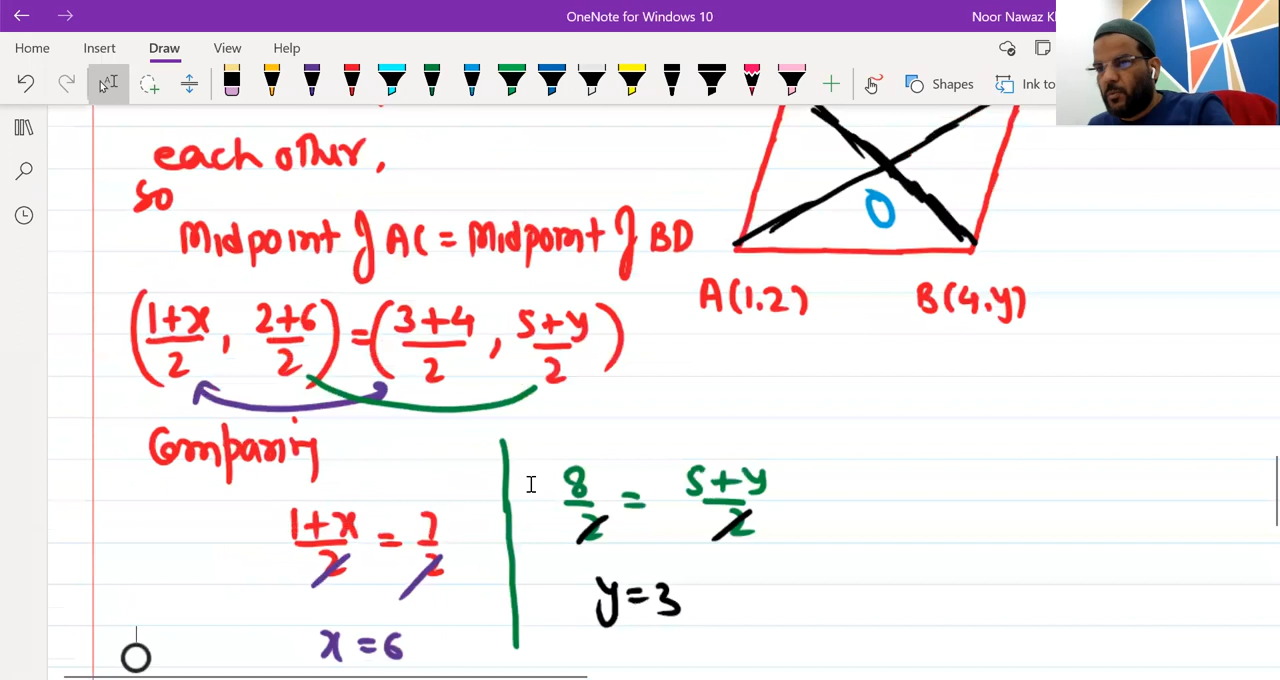 OneNote for Windows 10
Noor Nawaz
Home Insert Draw View Help
Shapes
Ink to
each other,
so
Midpoint of AC = Midpoint of BD
(1+x/2, 2+6/2) = (3+4/2, 5+y/2)
A(1,2)
B(4,y)
Comparing
1+x/2 = 7/2
x = 6
8/2 = 5+y/2
y = 3
O